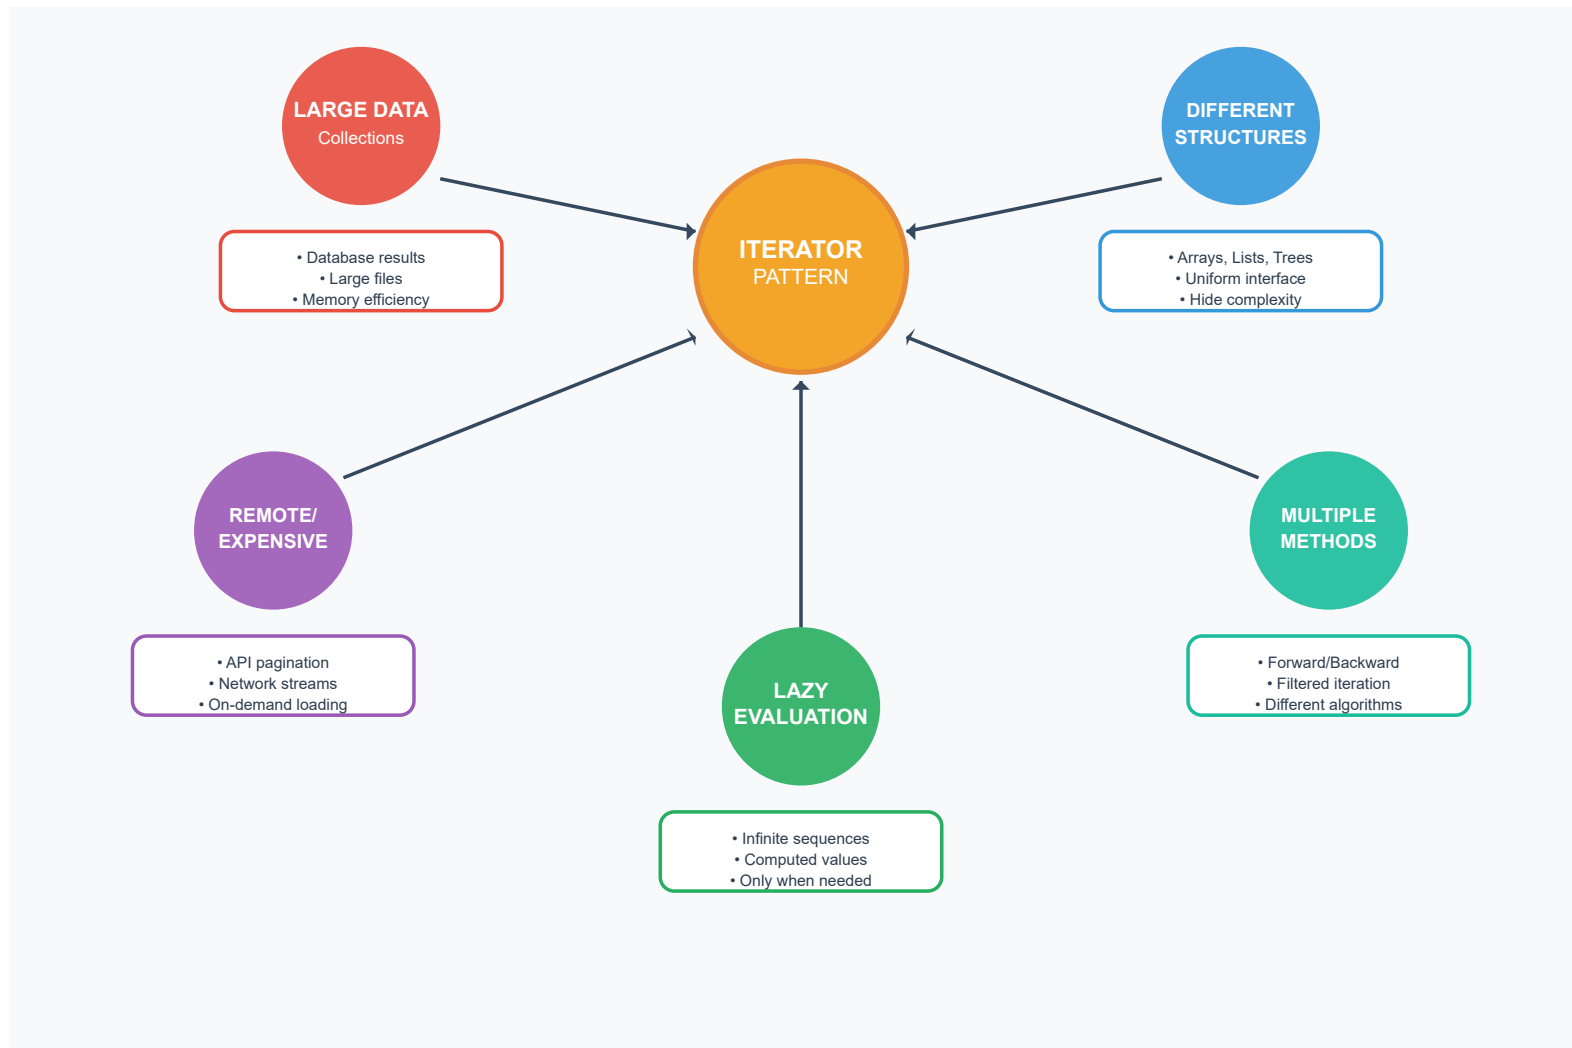 LARGE DATA
Collections
• Database results
• Large files
• Memory efficiency
ITERATOR
PATTERN
DIFFERENT
STRUCTURES
• Arrays, Lists, Trees
• Uniform interface
• Hide complexity
REMOTE/
EXPENSIVE
• API pagination
• Network streams
• On-demand loading
LAZY
EVALUATION
• Infinite sequences
• Computed values
• Only when needed
MULTIPLE
METHODS
• Forward/Backward
• Filtered iteration
• Different algorithms